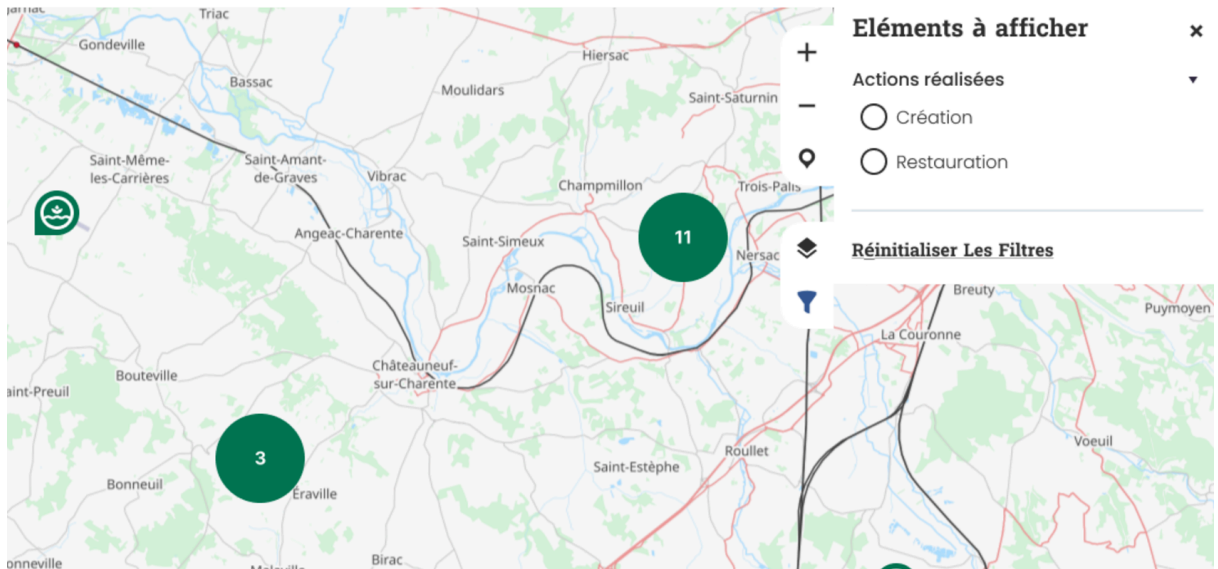 Jarnac
Triac
Gondeville
Hiersac
Bassac
Moulidars
Saint-Saturnin
Saint-Même-
les-Carrières
Saint-Amant-
de-Graves
Vibrac
Champmillon
Trois-Palis
Angeac-Charente
Saint-Simeux
11
Nersac
Mosnac
Sireuil
Châteauneuf-
sur-Charente
Bouteville
aint-Preuil
3
Roullet
Saint-Estèphe
Bonneuil
Éraville
Birac
onneville
Eléments à afficher
Actions réalisées
Création
Restauration
Réinitialiser Les Filtres
Breuty
Puymoyen
La Couronne
Voeuil